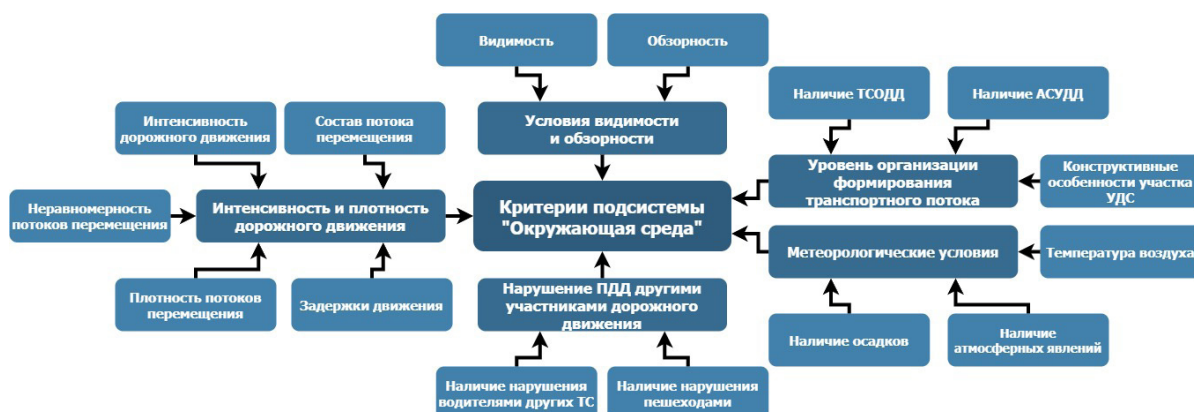 Видимость
Обзорность
Наличие ТСОДД
Наличие АСУДД
Интенсивность
дорожного движения
Состав потока
перемещения
Условия видимости
и обзорности
Уровень организации
формирования
транспортного потока
Конструктивные
особенности участка
УДС
Неравномерность
потоков перемещения
Интенсивность и плотность
дорожного движения
Критерии подсистемы
"Окружающая среда"
Метеорологические условия
Температура воздуха
Плотность потоков
перемещения
Задержки движения
Нарушение ПДД другими
участниками дорожного
движения
Наличие осадков
Наличие
атмосферных явлений
Наличие нарушения
водителями других ТС
Наличие нарушения
пешеходами